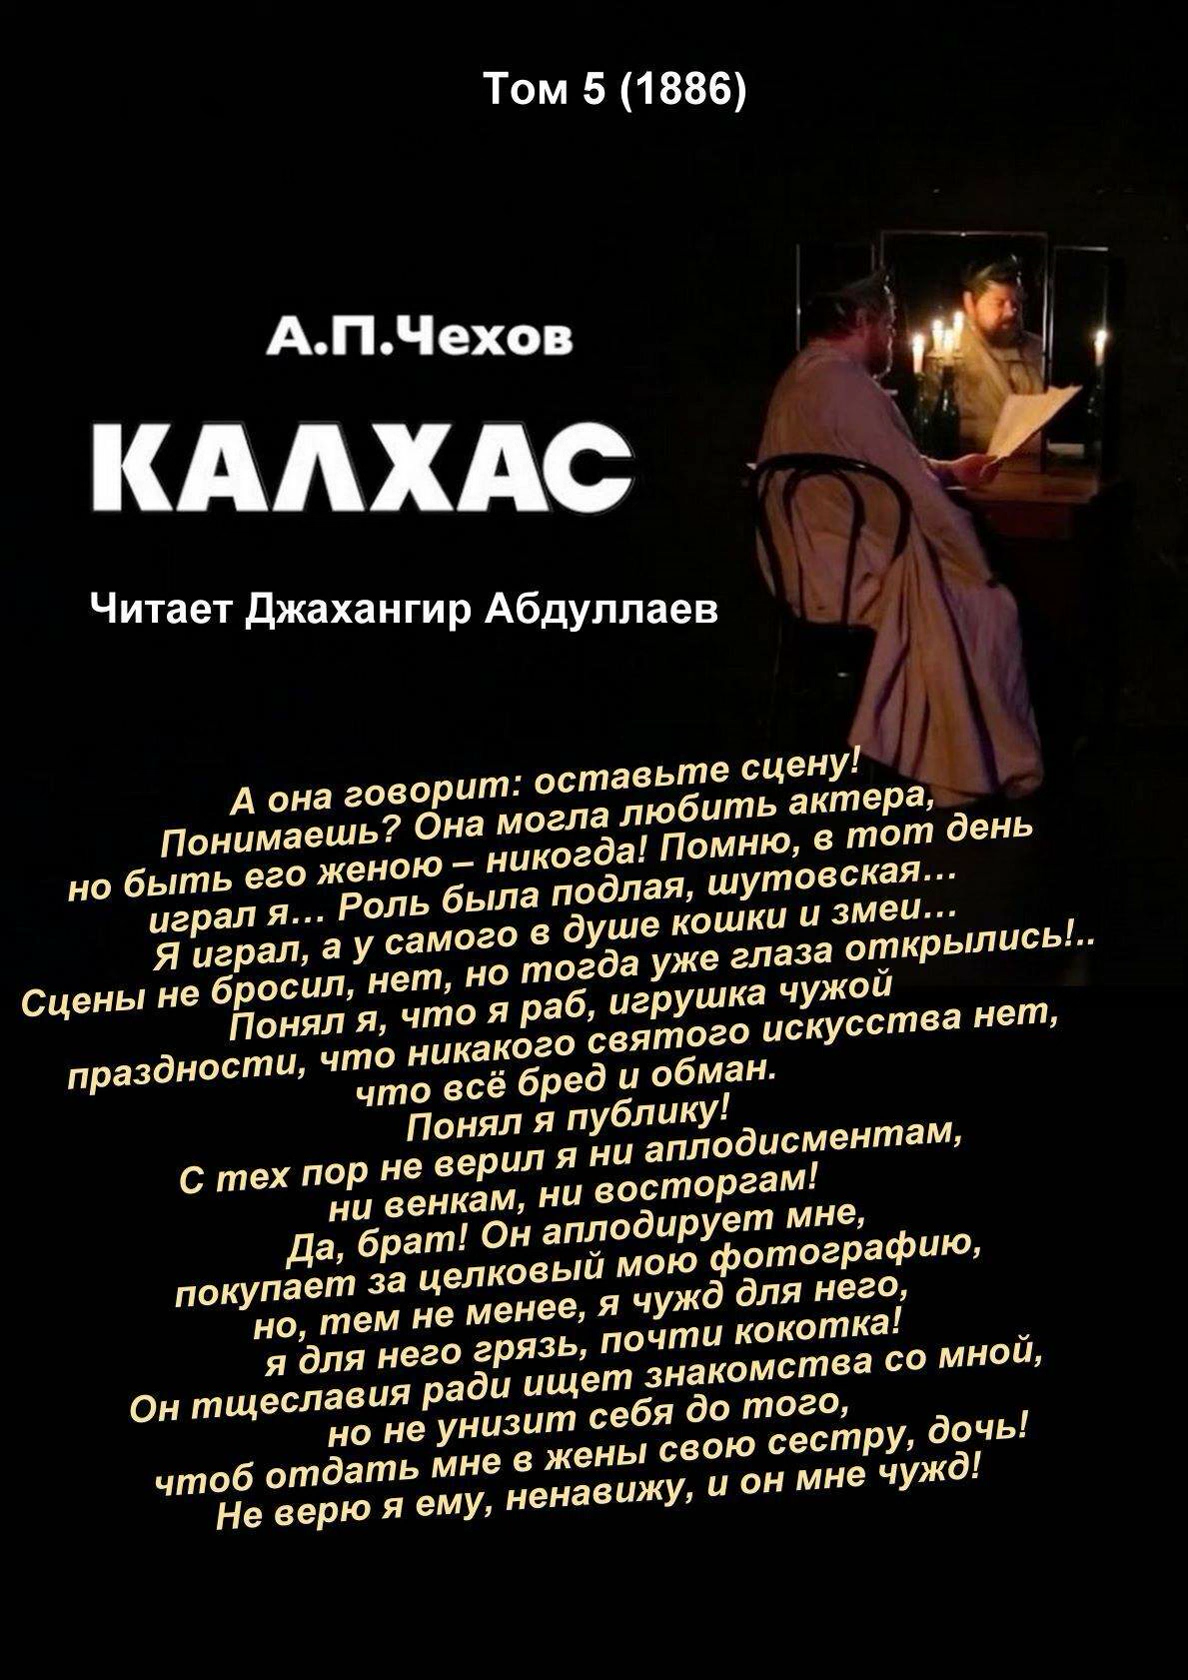 Том 5 (1886)
А.П.Чехов
КАЛХАС
Читает Джахангир Абдуллаев
А она говорит: оставьте сцену!
Понимаешь? Она могла любить актера,
но быть его женою – никогда! Помню, в тот день
играл я... Роль была подлая, шутовская...
Я играл, а у самого в душе кошки и змеи...
Сцены не бросил, нет, но тогда уже глаза открылись!..
Понял я, что я раб, игрушка чужой
праздности, что никакого святого искусства нет,
что всё бред и обман.
Понял я публику!
С тех пор не верил я ни аплодисментам,
ни венкам, ни восторгам!
Да, брат! Он аплодирует мне,
покупает за целковый мою фотографию,
но, тем не менее, я чужд для него,
я для него грязь, почти кокотка!
Он тщеславия ради ищет знакомства со мной,
но не унизит себя до того,
чтоб отдать мне в жены свою сестру, дочь!
Не верю я ему, ненавижу, и он мне чужд!